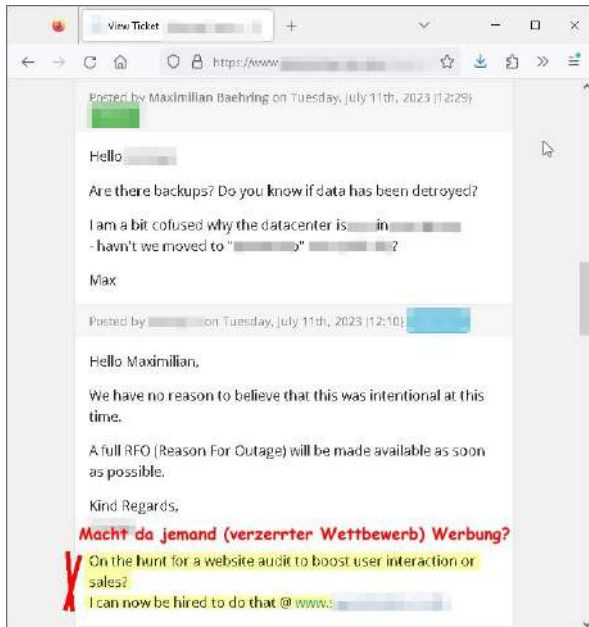 View Ticket
https://www
Posted by Maximilian Baehring on Tuesday, July 11th, 2023 |12:29}
Hello
Are there backups? Do you know if data has been detroyed?
I am a bit cofused why the datacenter is in
- havn't we moved to " " ?
Max
Posted by on Tuesday, July 11th, 2023 |12:10}
Hello Maximilian,
We have no reason to believe that this was intentional at this
time.
A full RFO (Reason For Outage) will be made available as soon
as possible.
Kind Regards,
Macht da jemand (verzerrter Wettbewerb) Werbung?
On the hunt for a website audit to boost user interaction or
sales?
I can now be hired to do that @ www.